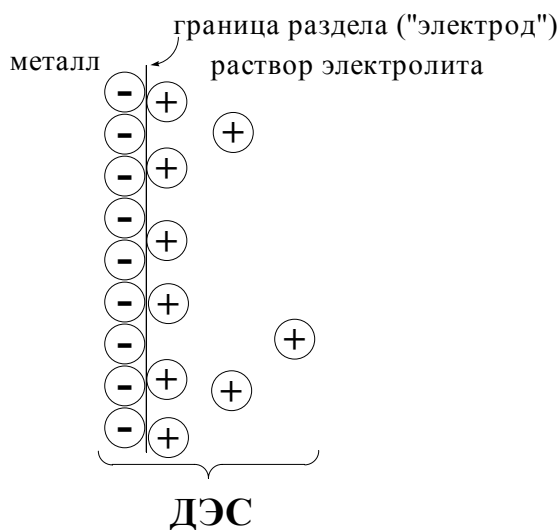 граница раздела ("электрод")
металл
раствор электролита
ДЭС